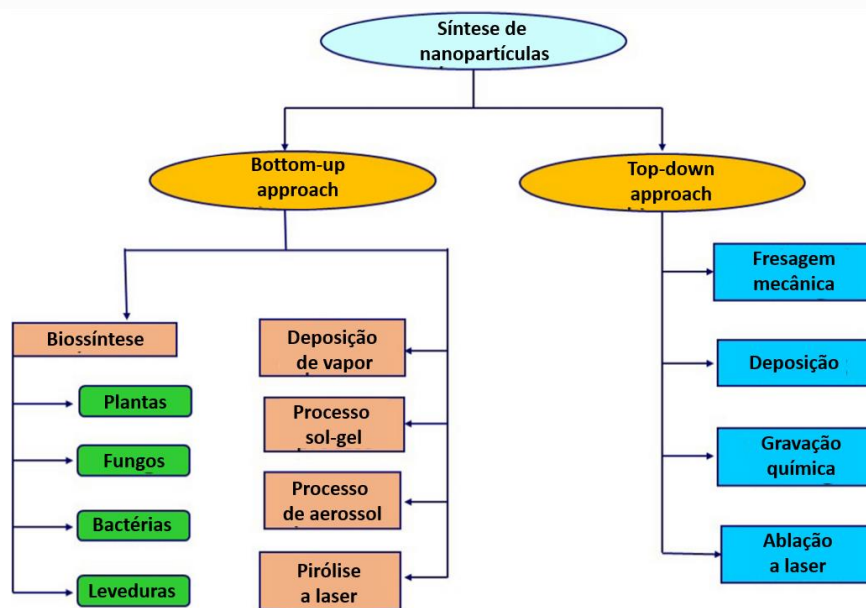 Síntese de
nanopartículas
Bottom-up
approach
Top-down
approach
Biossíntese
Plantas
Fungos
Bactérias
Leveduras
Deposição
de vapor
Processo
sol-gel
Processo
de aerossol
Pirólise
a laser
Fresagem
mecânica
Deposição
Gravação
química
Ablação
a laser